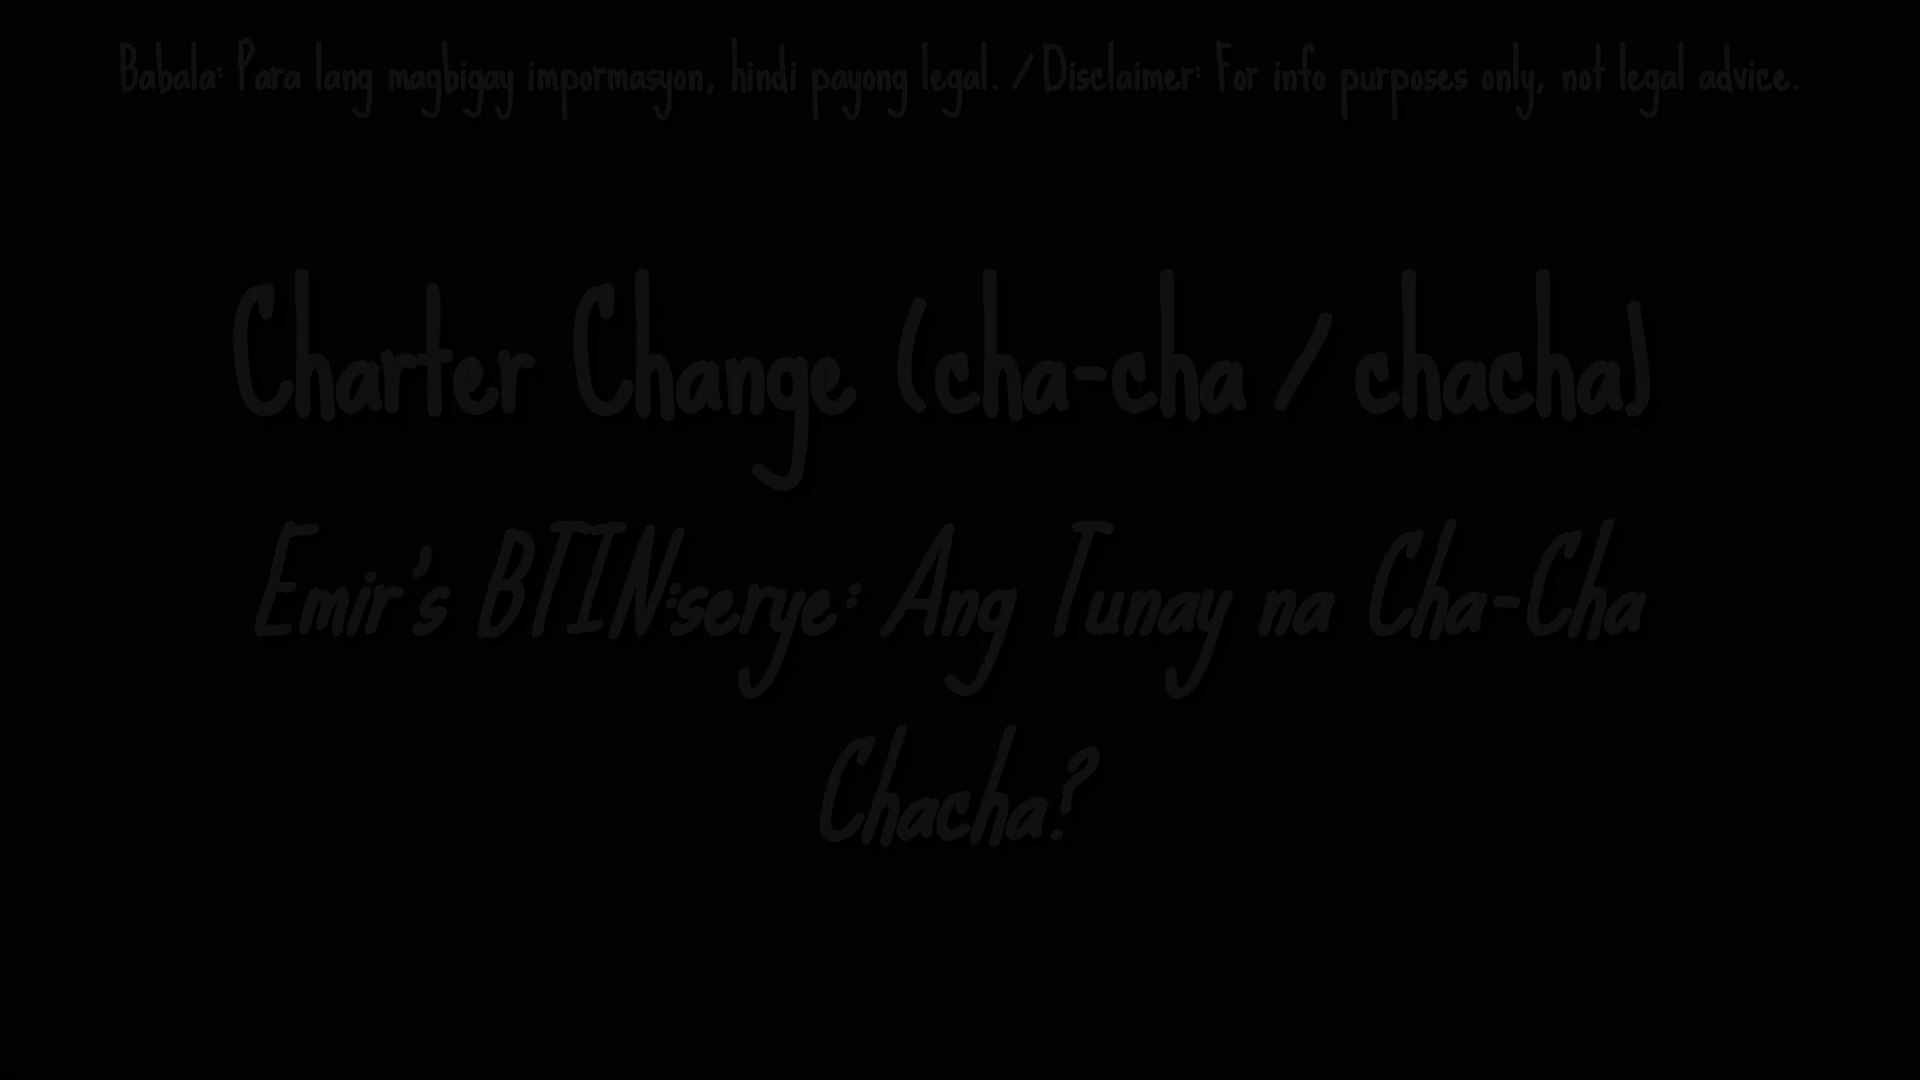 Babala: Para lang magbigay impormasyon, hindi payong legal. / Disclaimer: For info purposes only, not legal advice.
Charter Change (cha-cha / chacha)
Emir's BTIN:serye: Ang Tunay na Cha-Cha
Chacha?